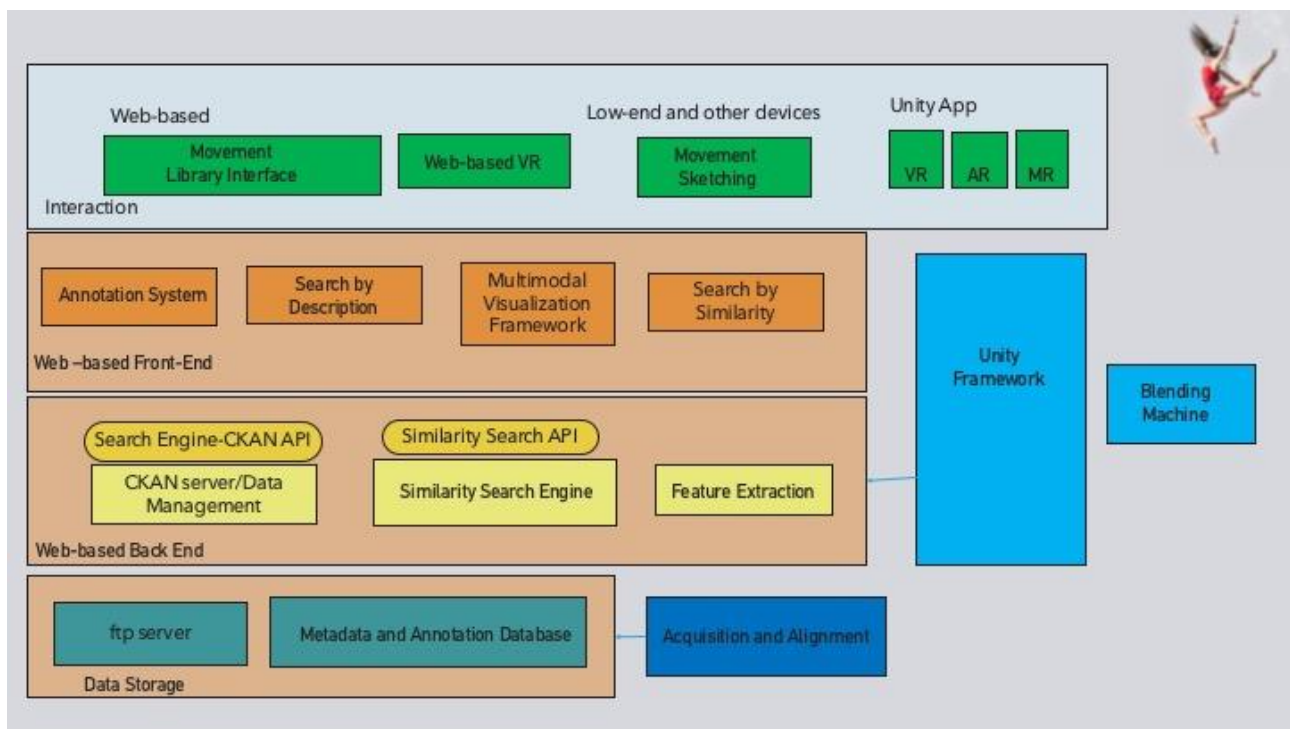 Web-based
Low-end and other devices
Unity App
Movement
Library Interface
Web-based VR
Movement
Sketching
VR
AR
MR
Interaction
Annotation System
Search by
Description
Multimodal
Visualization
Framework
Search by
Similarity
Web –based Front-End
Unity
Framework
Blending
Machine
Search Engine-CKAN API
Similarity Search API
CKAN server/Data
Management
Similarity Search Engine
Feature Extraction
Web-based Back End
ftp server
Metadata and Annotation Database
Acquisition and Alignment
Data Storage